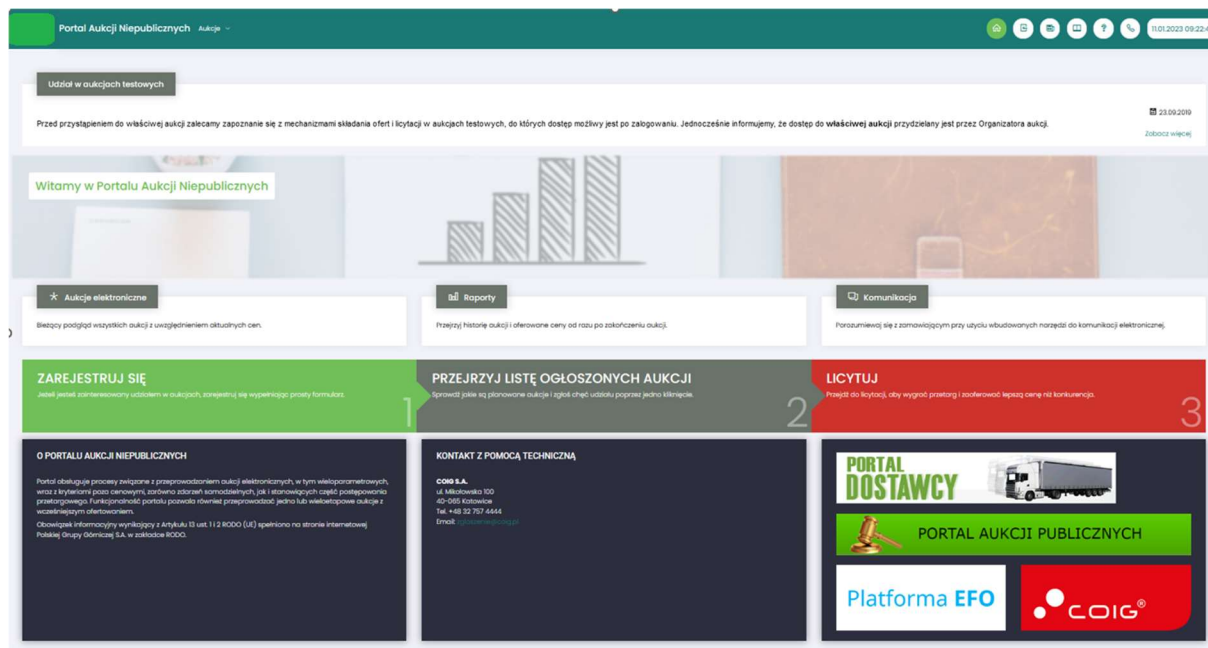 Portal Aukcji Niepublicznych Aukcje
11.01.2023 09:22:4
Udział w aukcjach testowych
23.09.2019
Przed przystąpieniem do właściwej aukcji zalecamy zapoznanie się z mechanizmami składania ofert i licytacji w aukcjach testowych, do których dostęp możliwy jest po zalogowaniu. Jednocześnie informujemy, że dostęp do właściwej aukcji przydzielany jest przez Organizatora aukcji.
Zobacz więcej
Witamy w Portalu Aukcji Niepublicznych
Aukcje elektroniczne
Bieżący podgląd wszystkich aukcji z uwzględnieniem aktualnych cen.
Raporty
Przejrzyj historię aukcji i oferowane ceny od razu po zakończeniu aukcji.
Komunikacja
Porozumiewaj się z zamawiającym przy użyciu wbudowanych narzędzi do komunikacji elektronicznej.
ZAREJESTRUJ SIĘ
Jeżeli jesteś zainteresowany udziałem w aukcjach, zarejestruj się wypełniając prosty formularz.
1
PRZEJRZYJ LISTĘ OGŁOSZONYCH AUKCJI
Sprawdź jakie są planowane aukcje i zgłoś chęć udziału poprzez jedno kliknięcie.
2
LICYTUJ
Przejdź do licytacji, aby wygrać przetarg i zaoferować lepszą cenę niż konkurencja.
3
O PORTALU AUKCJI NIEPUBLICZNYCH
Portal obsługuje procesy związane z przeprowadzaniem aukcji elektronicznych, w tym wieloparametrowych,
wraz z kryteriami poza cenowymi, zarówno zdarzeń samodzielnych, jak i stanowiących część postępowania
przetargowego. Funkcjonalność portalu pozwala również przeprowadzać jedno lub wieloetapowe aukcje z
wcześniejszym ofertowaniem.
Obowiązek informacyjny wynikający z Artykułu 13 ust. 1 i 2 RODO (UE) spełniono na stronie internetowej
Polskiej Grupy Górniczej S.A. w zakładce RODO.
KONTAKT Z POMOCĄ TECHNICZNĄ
COIG S.A.
ul. Mikołowska 100
40-065 Katowice
Tel. +48 32 757 4444
Email: zgloszenia@coig.pl
PORTAL
DOSTAWCY
PORTAL AUKCJI PUBLICZNYCH
Platforma EFO
COIG®